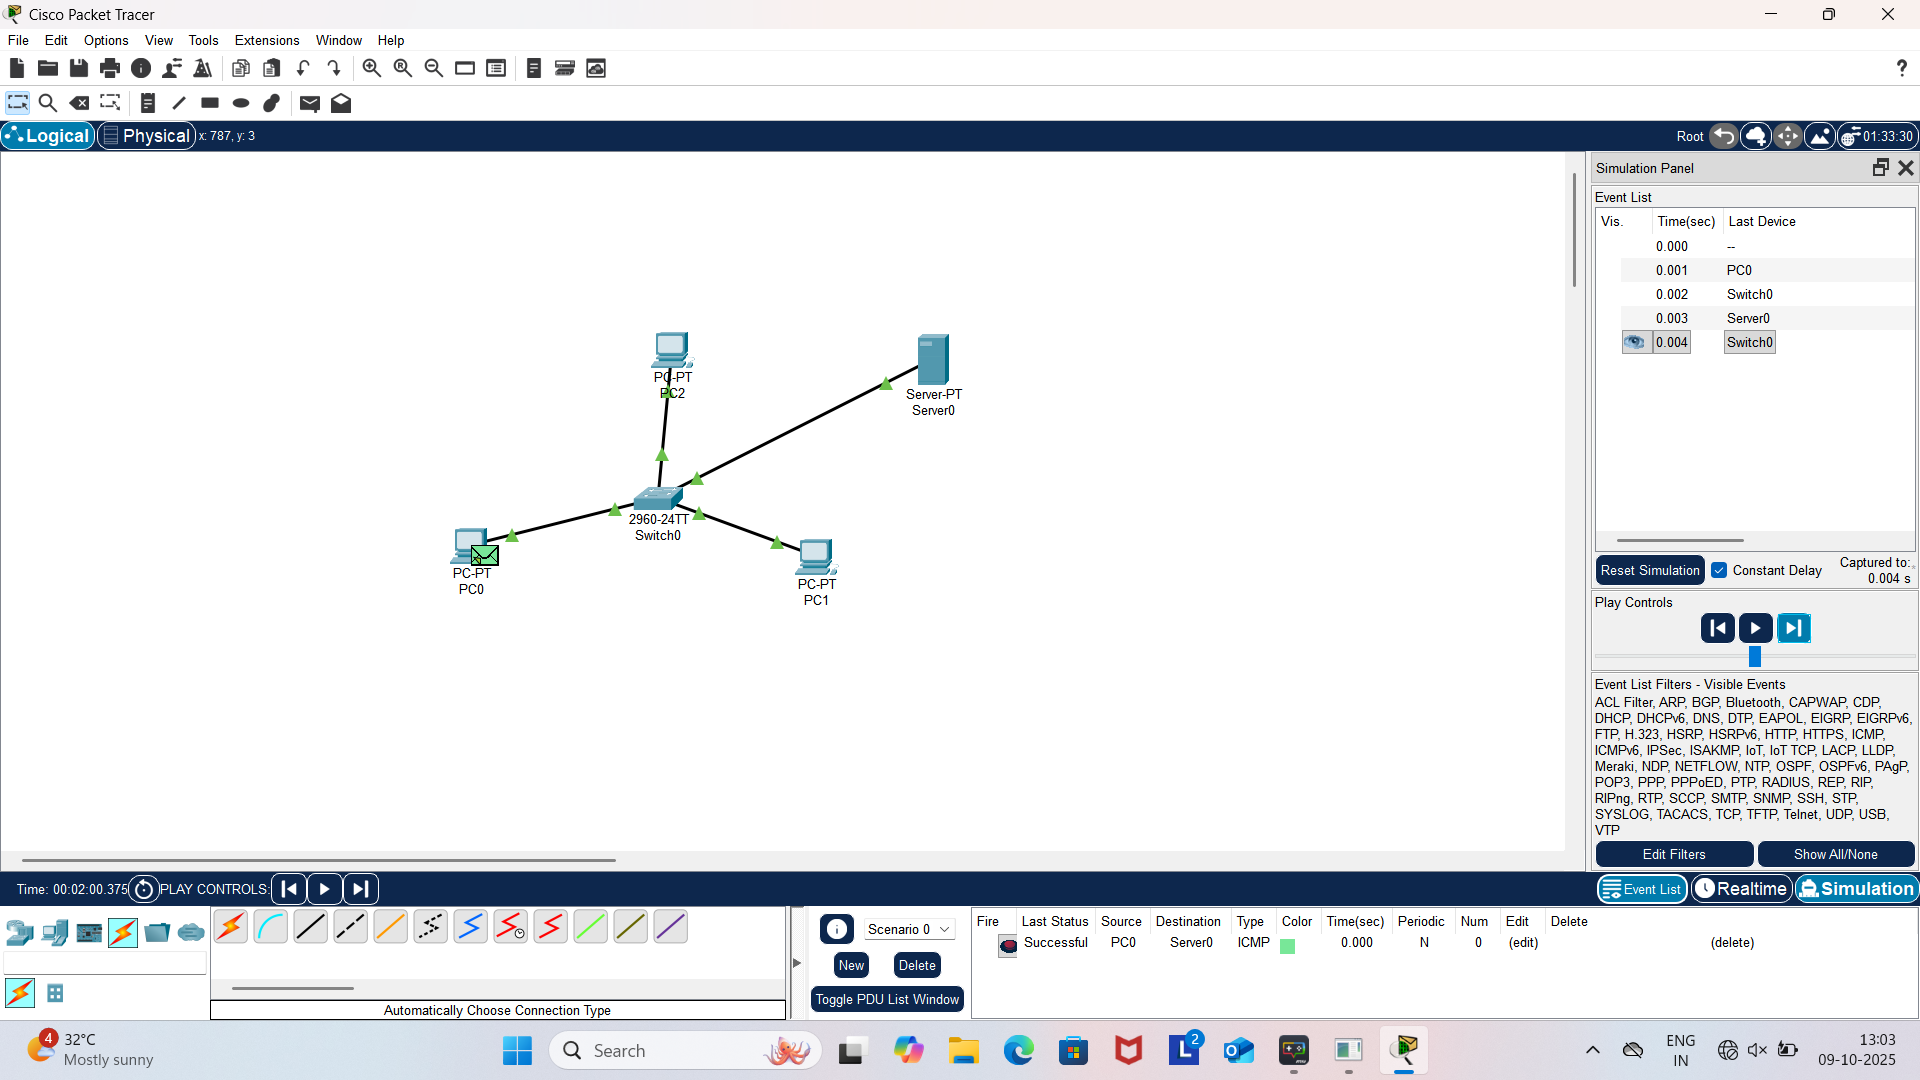 Cisco Packet Tracer
File Edit Options View Tools Extensions Window Help
?
Logical Physical x: 787, y: 3 Root 01:33:30
Simulation Panel
Event List
Vis. Time(sec) Last Device
0.000 --
0.001 PC0
0.002 Switch0
0.003 Server0
0.004 Switch0
PC-PT
PC2
Server-PT
Server0
2960-24TT
Switch0
PC-PT
PC0
PC-PT
PC1
Reset Simulation Constant Delay Captured to:
0.004 s
Play Controls
Event List Filters - Visible Events
ACL Filter, ARP, BGP, Bluetooth, CAPWAP, CDP,
DHCP, DHCPv6, DNS, DTP, EAPOL, EIGRP, EIGRPv6,
FTP, H.323, HSRP, HSRPv6, HTTP, HTTPS, ICMP,
ICMPv6, IPSec, ISAKMP, IoT, IoT TCP, LACP, LLDP,
Meraki, NDP, NETFLOW, NTP, OSPF, OSPFv6, PAgP,
POP3, PPP, PPPoED, PTP, RADIUS, REP, RIP,
RIPng, RTP, SCCP, SMTP, SNMP, SSH, STP,
SYSLOG, TACACS, TCP, TFTP, Telnet, UDP, USB,
VTP
Edit Filters Show All/None
Time: 00:02:00.375 PLAY CONTROLS: Event List Realtime Simulation
Scenario 0
New Delete
Toggle PDU List Window
Fire Last Status Source Destination Type Color Time(sec) Periodic Num Edit Delete
Successful PC0 Server0 ICMP 0.000 N 0 (edit) (delete)
Automatically Choose Connection Type
4 32°C
Mostly sunny
Search
L 2
ENG
IN
13:03
09-10-2025